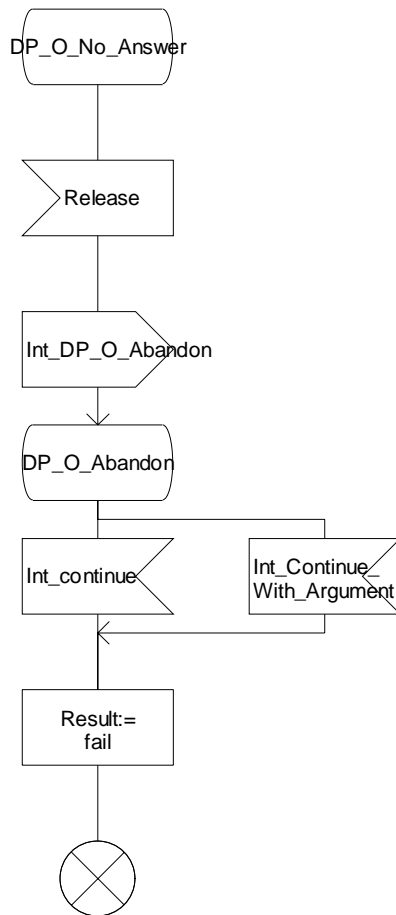 DP_O_No_Answer
Release
Int_DP_O_Abandon
DP_O_Abandon
Int_continue
Int_Continue_
With_Argument
Result:=
fail